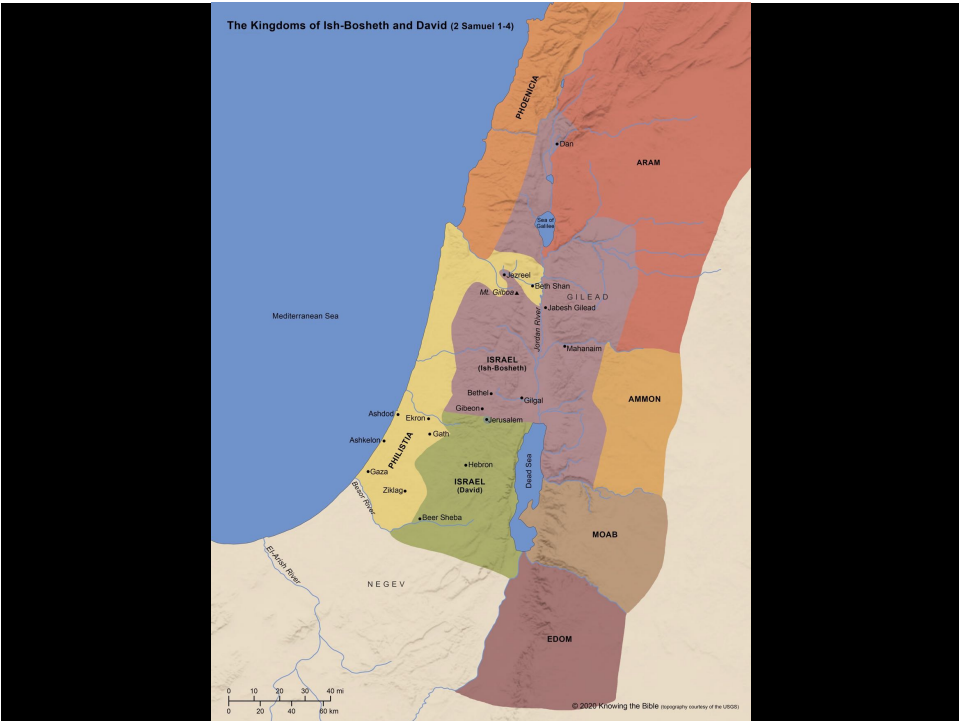 The Kingdoms of Ish-Bosheth and David (2 Samuel 1-4)
PHOENICIA
Dan
ARAM
Sea of
Galilee
Jezreel
Beth Shan
Mt. Gilboa
GILEAD
Jabesh Gilead
Mediterranean Sea
Jordan River
Mahanaim
ISRAEL
(Ish-Bosheth)
Bethel
Gilgal
AMMON
Gibeon
Ashdod
Ekron
Jerusalem
Gath
Ashkelon
PHILISTIA
Hebron
Dead Sea
Gaza
ISRAEL
(David)
Ziklag
Besor River
Beer Sheba
MOAB
El-Arish River
NEGEV
EDOM
0 10 20 30 40 mi
0 20 40 60 km
© 2020 Knowing the Bible (topography courtesy of the USGS)